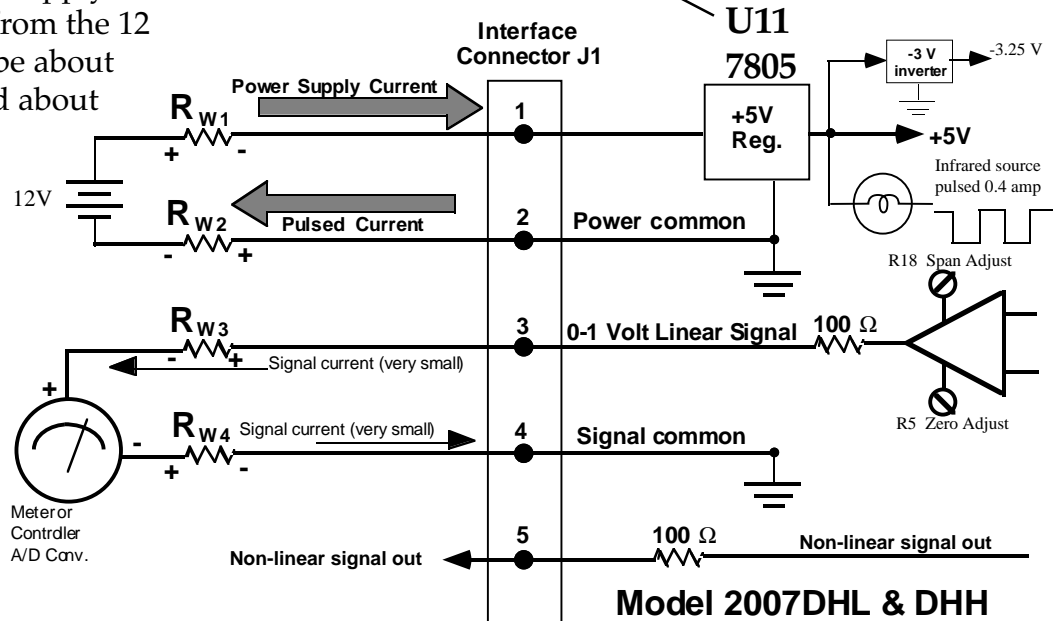 supply
from the 12
be about
d about
U11
7805
Interface
Connector J1
-3 V
inverter
-3.25 V
Power Supply Current
R W1
+ -
1
+5V
Reg.
+5V
12V
Infrared source
pulsed 0.4 amp
R W2
- +
Pulsed Current
2
Power common
R18 Span Adjust
R W3
- +
Signal current (very small)
3
0-1 Volt Linear Signal
100 Ω
+
-
R W4
+ -
Signal current (very small)
4
Signal common
R5 Zero Adjust
Meter or
Controller
A/D Conv.
Non-linear signal out
5
100 Ω
Non-linear signal out
Model 2007DHL & DHH